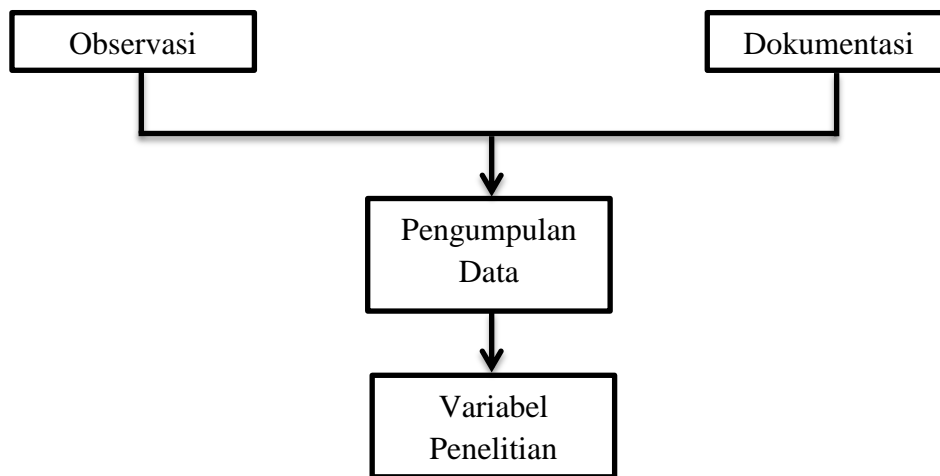 Observasi
Dokumentasi
Pengumpulan
Data
Variabel
Penelitian